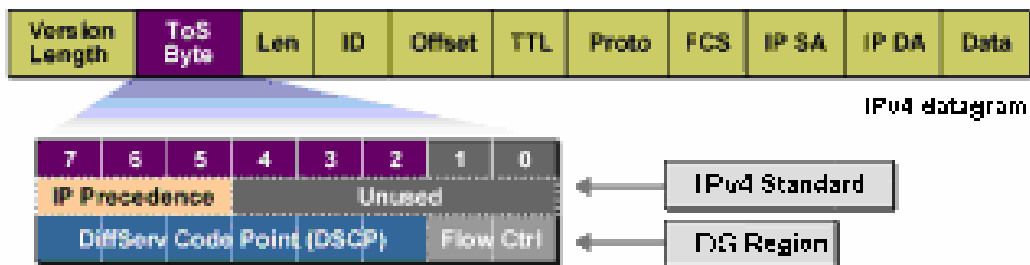 Version Length
ToS Byte
Len
ID
Offset
TTL
Proto
FCS
IP SA
IP DA
Data
IPv4 datagram
7 6 5 4 3 2 1 0
IP Precedence
Unused
IPv4 Standard
DiffServ Code Point (DSCP)
Flow Ctrl
DG Region